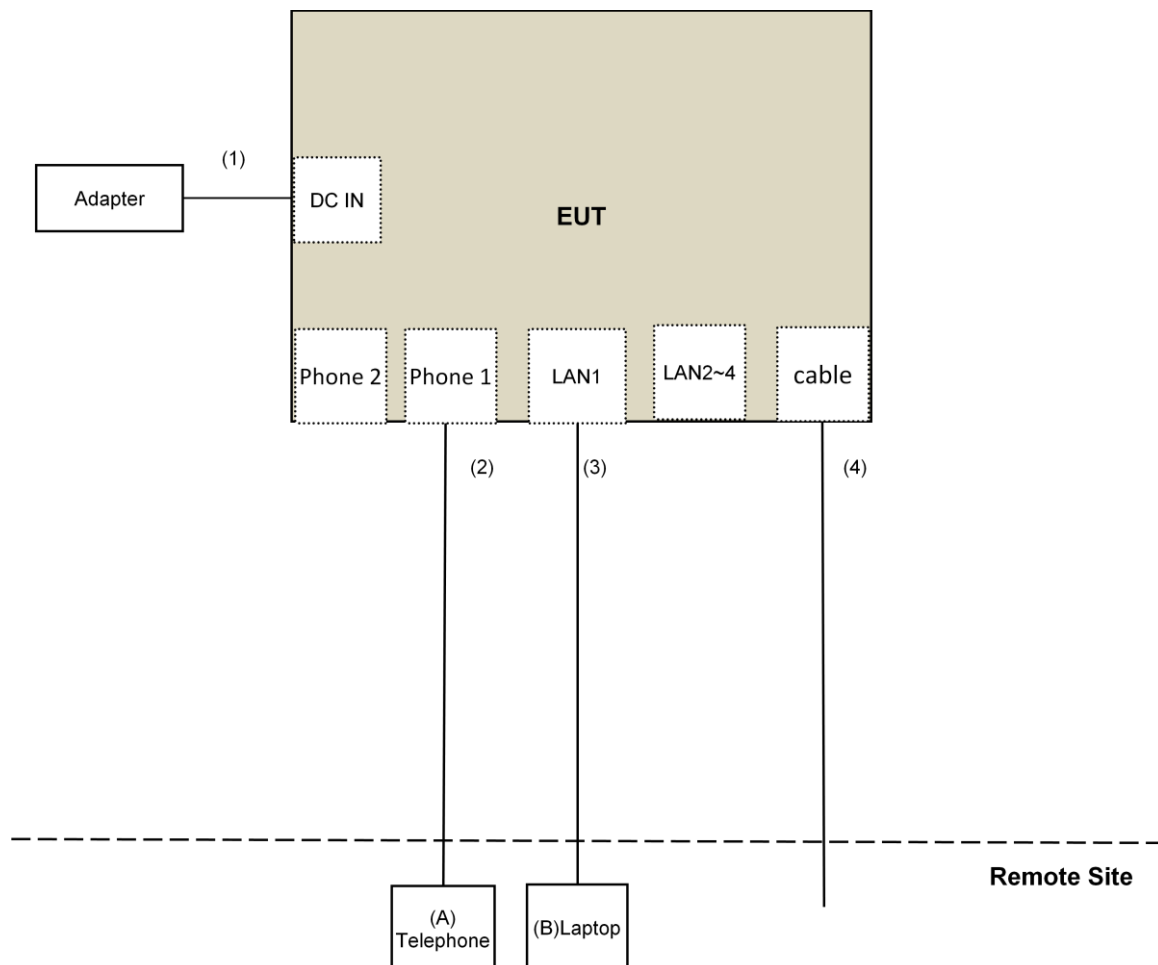 (1)
Adapter
DC IN
EUT
Phone 2
Phone 1
LAN1
LAN2~4
cable
(2)
(3)
(4)
Remote Site
(A)
Telephone
(B)Laptop